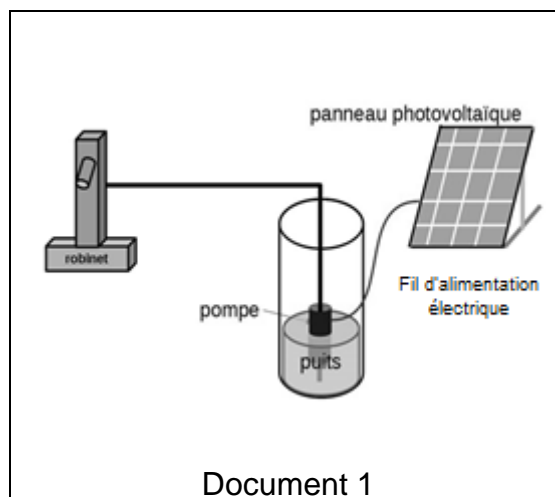 panneau photovoltaïque
robinet
Fil d'alimentation
électrique
pompe
puits
Document 1